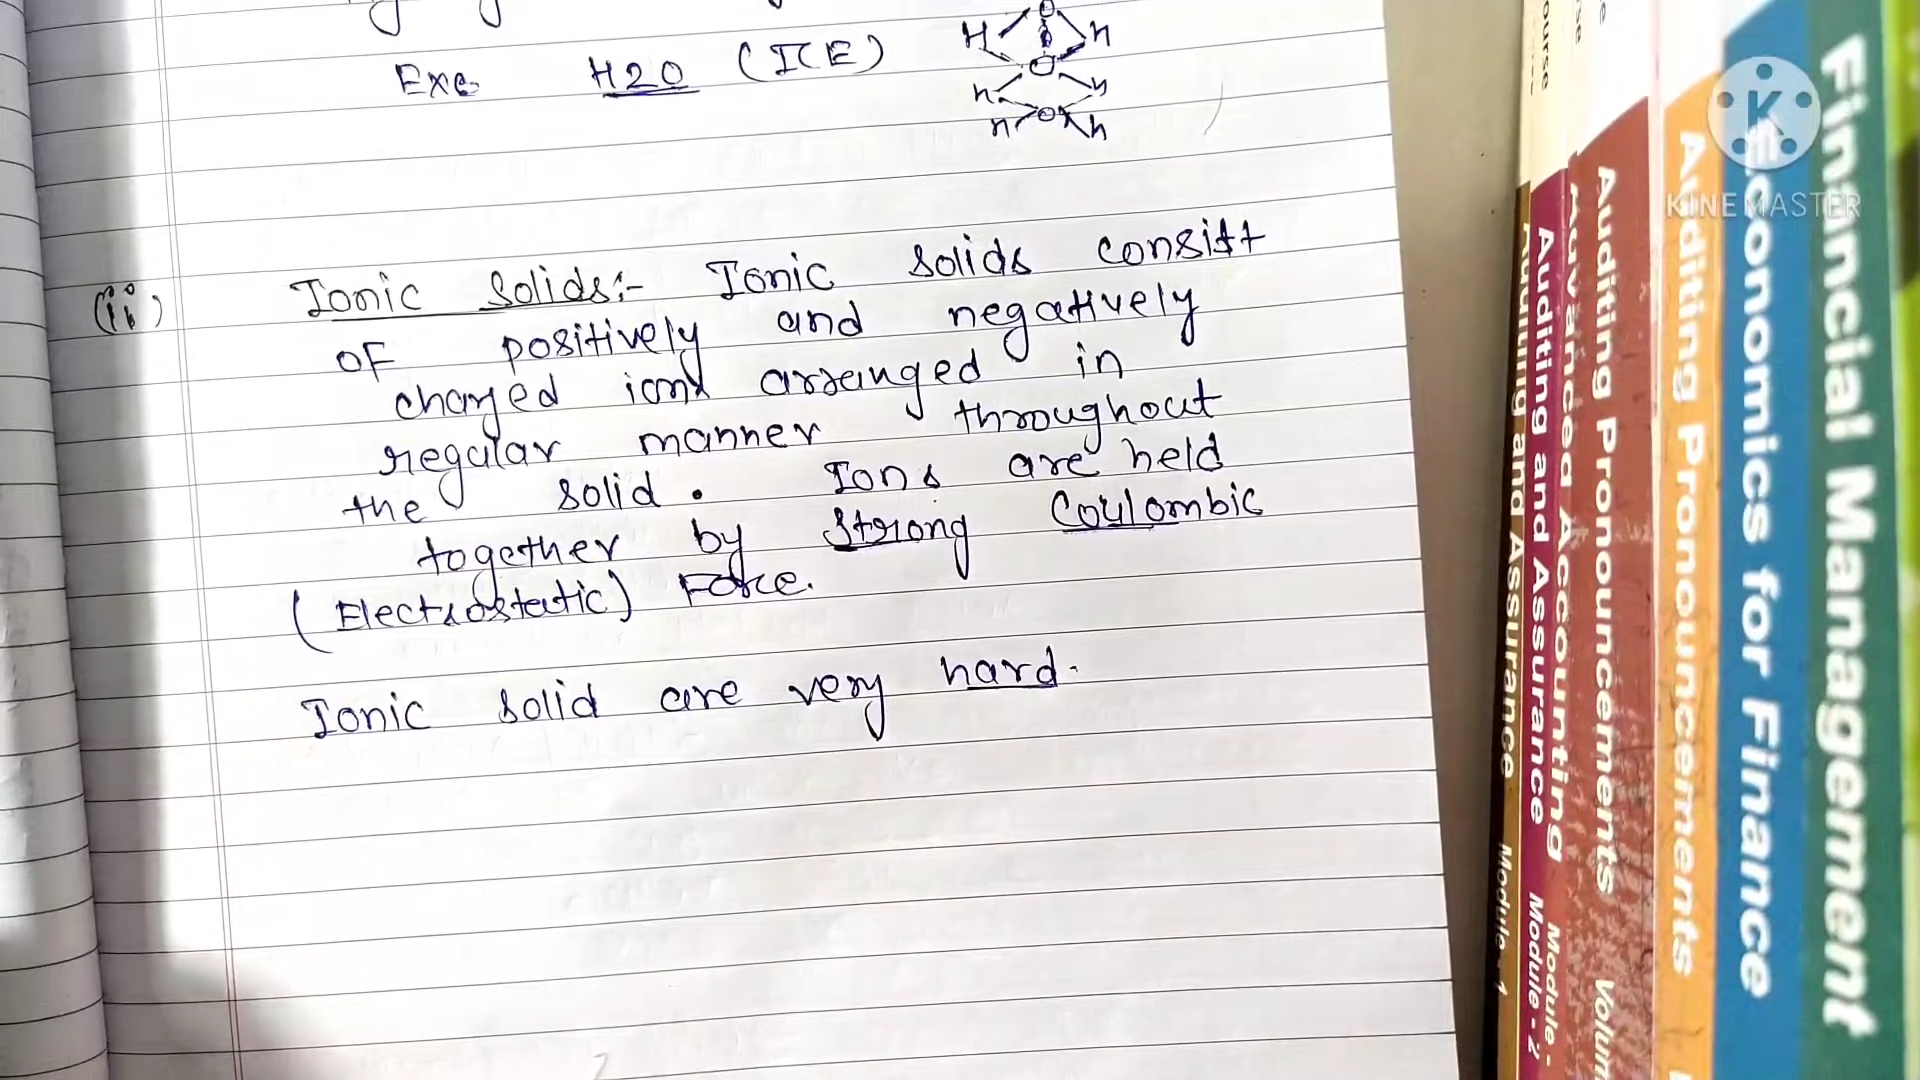 Exe. H2O (ICE)
H O H
O
H H
H O H
(ii) Ionic Solids:- Ionic solids consist
of positively and negatively
charged ions arranged in
regular manner throughout
the solid. Ions are held
together by strong Coulombic
(Electrostatic) Force.
Ionic solid are very hard.
Auditing and Assurance Module - 1
Auditing and Assurance Module - 2
Advanced Accounting Module -
Auditing Pronouncements Volum
Auditing Pronouncements
Economics for Finance
Financial Management
K
KINEMASTER